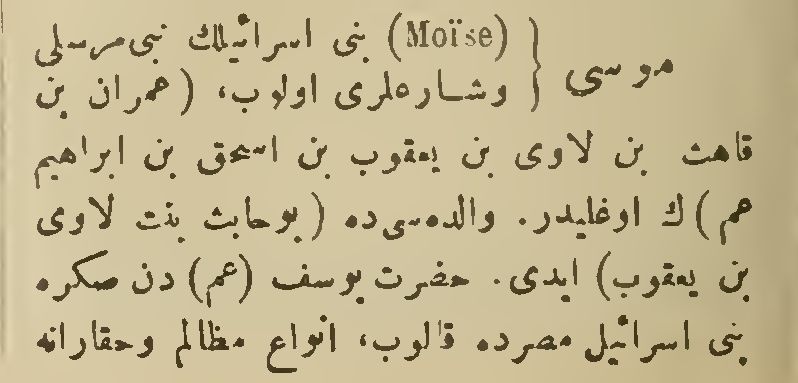 موسى { (Moïse) بنى اسرائيلك نبى مرسلى
وشارعلرى اولوب، (عمران بن
قاهث بن لاوى بن يعقوب بن اسحق بن ابراهيم
عم) ك اوغليدر. والده‌سى ده (يوحابث بنت لاوى
بن يعقوب) ايدى. حضرت يوسف (عم) دن صكره
بنى اسرائيل مصرده قالوب، انواع مظالم وحقاراته